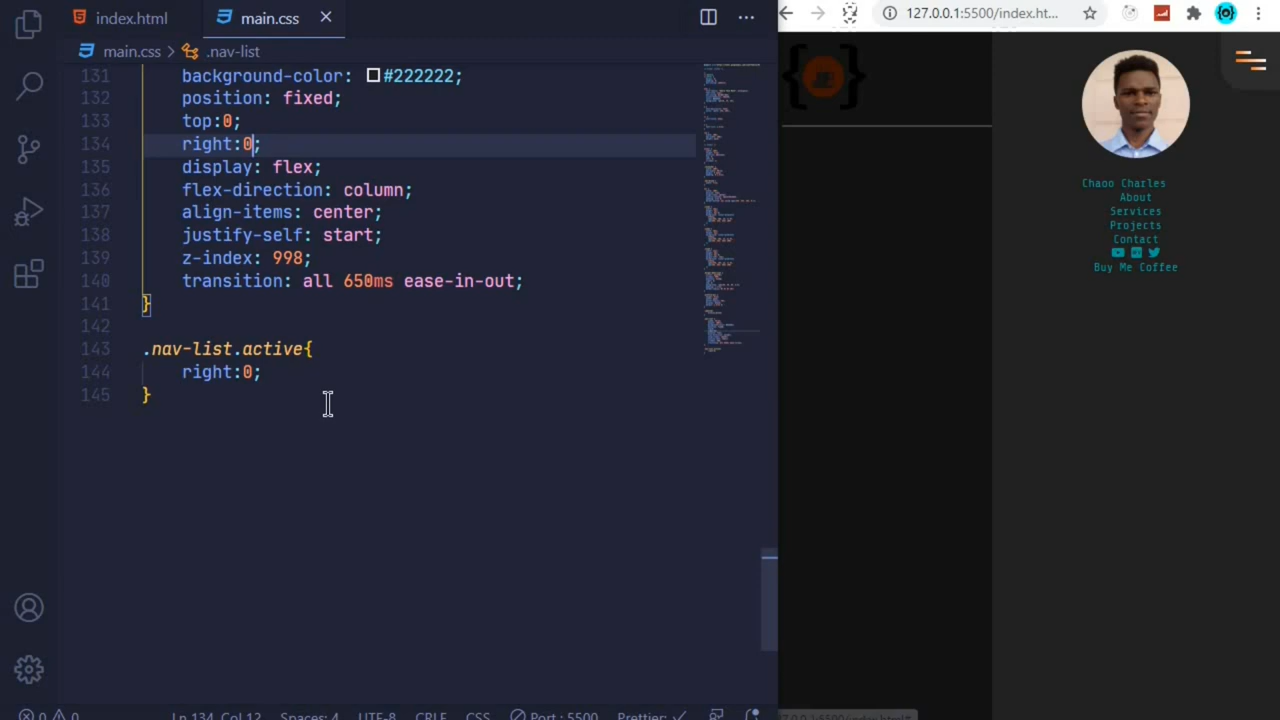 index.html
main.css
main.css > .nav-list
131 background-color: #222222;
132 position: fixed;
133 top:0;
134 right:0;
135 display: flex;
136 flex-direction: column;
137 align-items: center;
138 justify-self: start;
139 z-index: 998;
140 transition: all 650ms ease-in-out;
141 }
142
143 .nav-list.active{
144 right:0;
145 }
0 0 Ln 134, Col 12 Spaces: 4 UTF-8 CRLF CSS Port : 5500 Prettier: ✓
127.0.0.1:5500/index.ht...
{ }
Chaoo Charles
About
Services
Projects
Contact
Buy Me Coffee